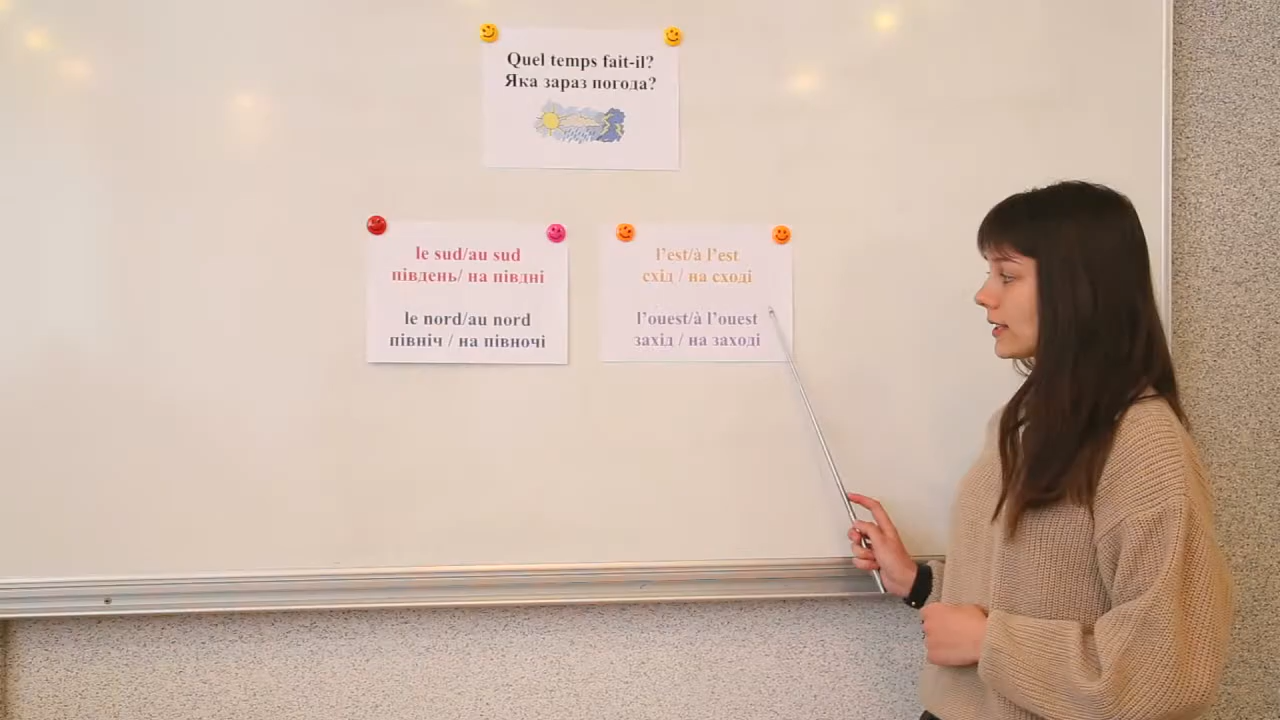 Quel temps fait-il?
Яка зараз погода?
le sud/au sud
південь/ на півдні
le nord/au nord
північ / на півночі
l’est/à l’est
схід / на сході
l’ouest/à l’ouest
захід / на заході